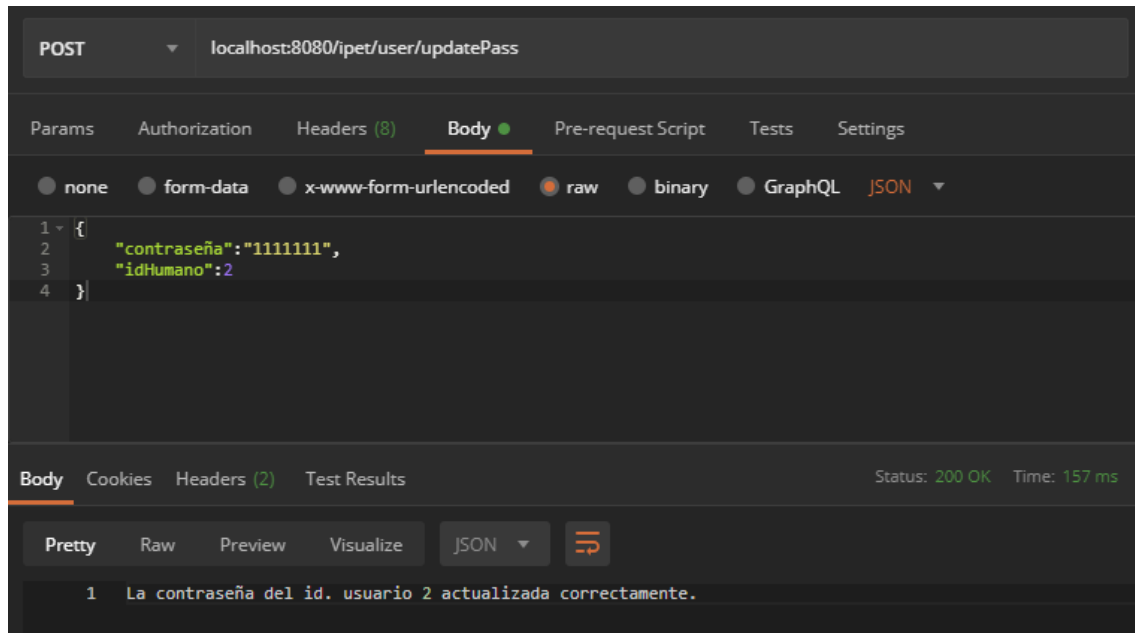 POST localhost:8080/ipet/user/updatePass
Params Authorization Headers (8) Body Pre-request Script Tests Settings
none form-data x-www-form-urlencoded raw binary GraphQL JSON
1 {
2 "contraseña":"1111111",
3 "idHumano":2
4 }
Body Cookies Headers (2) Test Results Status: 200 OK Time: 157 ms
Pretty Raw Preview Visualize JSON
1 La contraseña del id. usuario 2 actualizada correctamente.